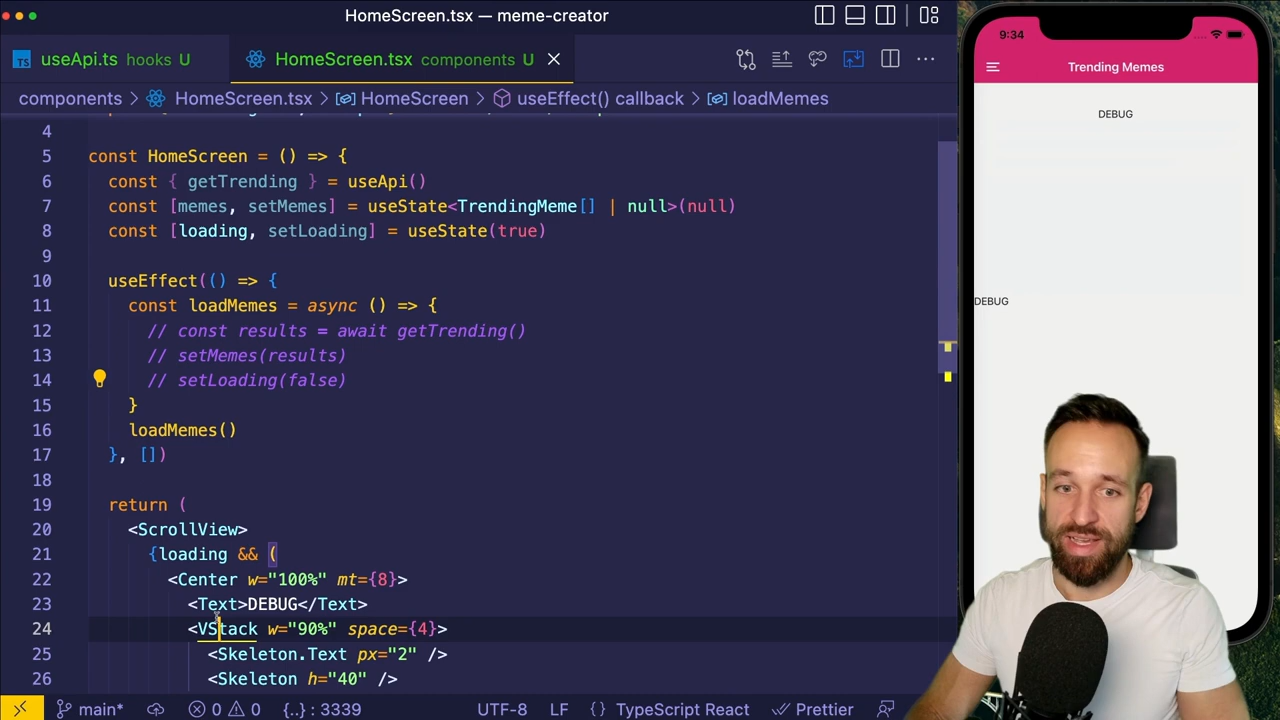 HomeScreen.tsx — meme-creator
TS useApi.ts hooks U
HomeScreen.tsx components U
components > HomeScreen.tsx > HomeScreen > useEffect() callback > loadMemes
4
5 const HomeScreen = () => {
6 const { getTrending } = useApi()
7 const [memes, setMemes] = useState<TrendingMeme[] | null>(null)
8 const [loading, setLoading] = useState(true)
9
10 useEffect(() => {
11 const loadMemes = async () => {
12 // const results = await getTrending()
13 // setMemes(results)
14 // setLoading(false)
15 }
16 loadMemes()
17 }, [])
18
19 return (
20 <ScrollView>
21 {loading && (
22 <Center w="100%" mt={8}>
23 <Text>DEBUG</Text>
24 <VStack w="90%" space={4}>
25 <Skeleton.Text px="2" />
26 <Skeleton h="40" />
main* 0 0 {..} : 3339 UTF-8 LF {} TypeScript React Prettier
9:34
Trending Memes
DEBUG
DEBUG